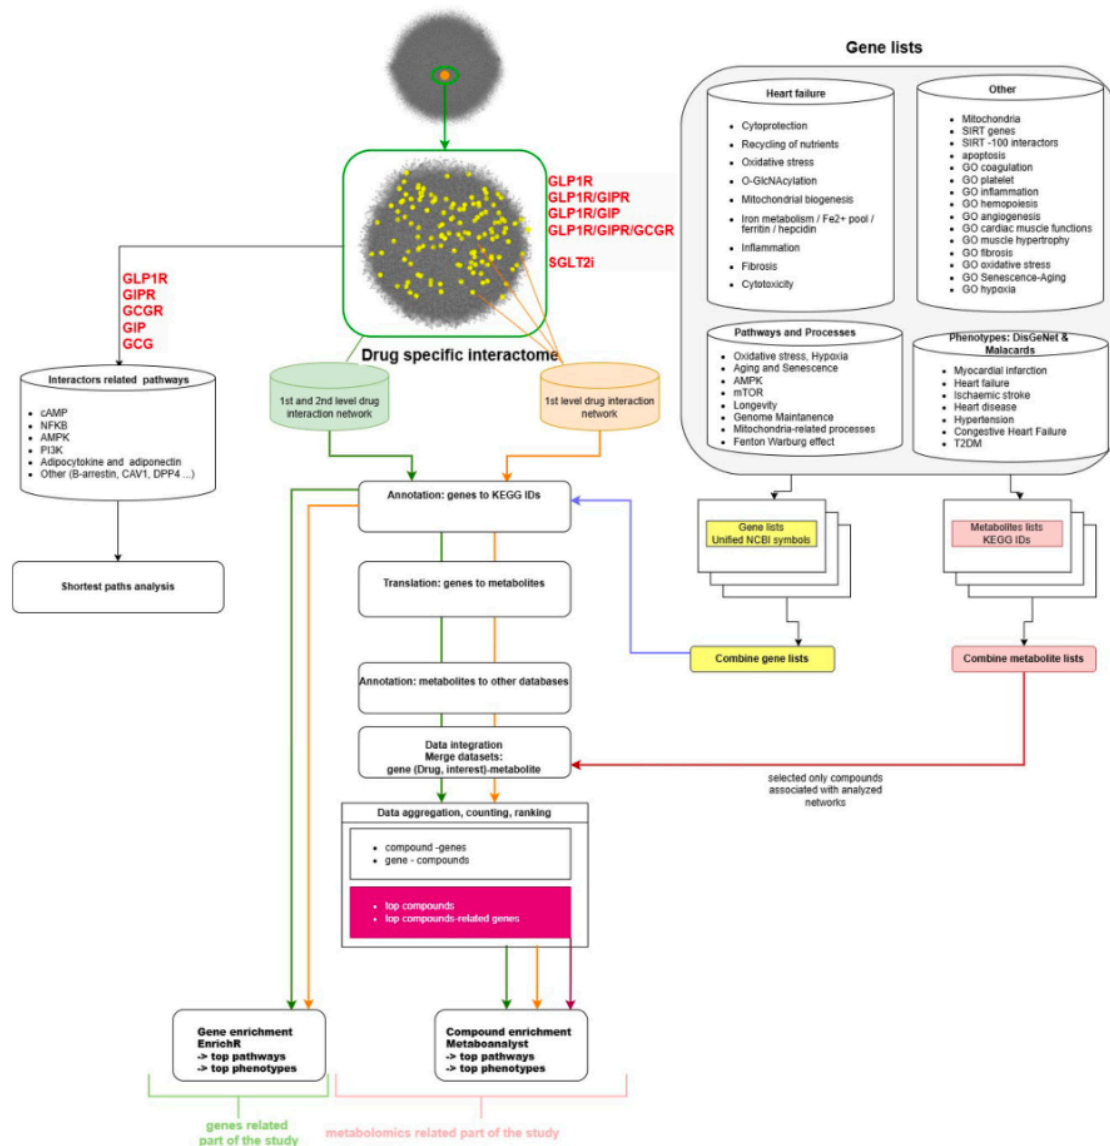 Gene lists
Heart failure
• Cytoprotection
• Recycling of nutrients
• Oxidative stress
• O-GlcNAcylation
• Mitochondrial biogenesis
• Iron metabolism / Fe2+ pool /
ferritin / hepcidin
• Inflammation
• Fibrosis
• Cytotoxicity
Other
• Mitochondria
• SIRT genes
• SIRT -100 interactors
• apoptosis
• GO coagulation
• GO platelet
• GO inflammation
• GO hemopoiesis
• GO angiogenesis
• GO cardiac muscle functions
• GO muscle hypertrophy
• GO fibrosis
• GO oxidative stress
• GO Senescence-Aging
• GO hypoxia
GLP1R
GLP1R/GIPR
GLP1R/GIP
GLP1R/GIPR/GCGR
SGLT2i
GLP1R
GIPR
GCGR
GIP
GCG
Drug specific interactome
Pathways and Processes
• Oxidative stress, Hypoxia
• Aging and Senescence
• AMPK
• mTOR
• Longevity
• Genome Maintanence
• Mitochondria-related processes
• Fenton Warburg effect
Phenotypes: DisGeNet &
Malacards
• Myocardial infarction
• Heart failure
• Ischaemic stroke
• Heart disease
• Hypertension
• Congestive Heart Failure
• T2DM
Interactors related pathways
• cAMP
• NFKB
• AMPK
• PI3K
• Adipocytokine and adiponectin
• Other (B-arrestin, CAV1, DPP4 ...)
1st and 2nd level drug
interaction network
1st level drug interaction
network
Annotation: genes to KEGG IDs
Gene lists
Unified NCBI symbols
Metabolites lists
KEGG IDs
Shortest paths analysis
Translation: genes to metabolites
Combine gene lists
Combine metabolite lists
Annotation: metabolites to other databases
Data integration
Merge datasets:
gene (Drug, interest)-metabolite
selected only compounds
associated with analyzed
networks
Data aggregation, counting, ranking
• compound -genes
• gene - compounds
• top compounds
• top compounds-related genes
Gene enrichment
EnrichR
-> top pathways
-> top phenotypes
Compound enrichment
Metaboanalyst
-> top pathways
-> top phenotypes
genes related
part of the study
metabolomics related part of the study